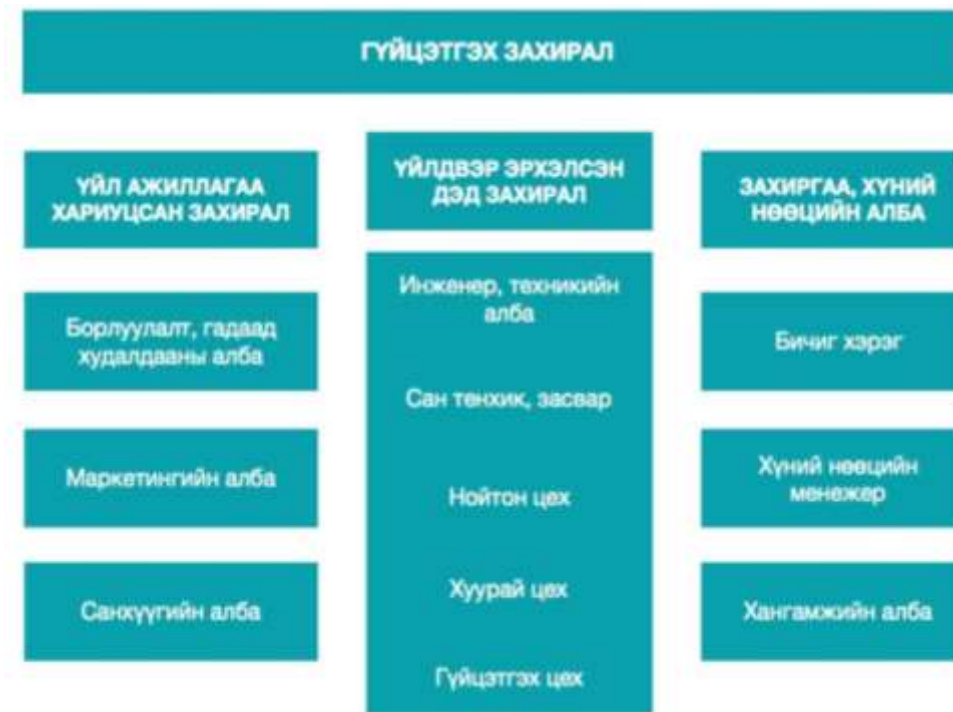 ГҮЙЦЭТГЭХ ЗАХИРАЛ
ҮЙЛ АЖИЛЛАГАА
ХАРИУЦСАН ЗАХИРАЛ
Борлуулалт, гадаад
худалдааны алба
Маркетингийн алба
Санхүүгийн алба
ҮЙЛДВЭР ЭРХЭЛСЭН
ДЭД ЗАХИРАЛ
Инженер, техникийн
алба
Сан тенхик, засвар
Нойтон цех
Хуурай цех
Гүйцэтгэх цех
ЗАХИРГАА, ХҮНИЙ
НӨӨЦИЙН АЛБА
Бичиг хэрэг
Хүний нөөцийн
менежер
Хангамжийн алба